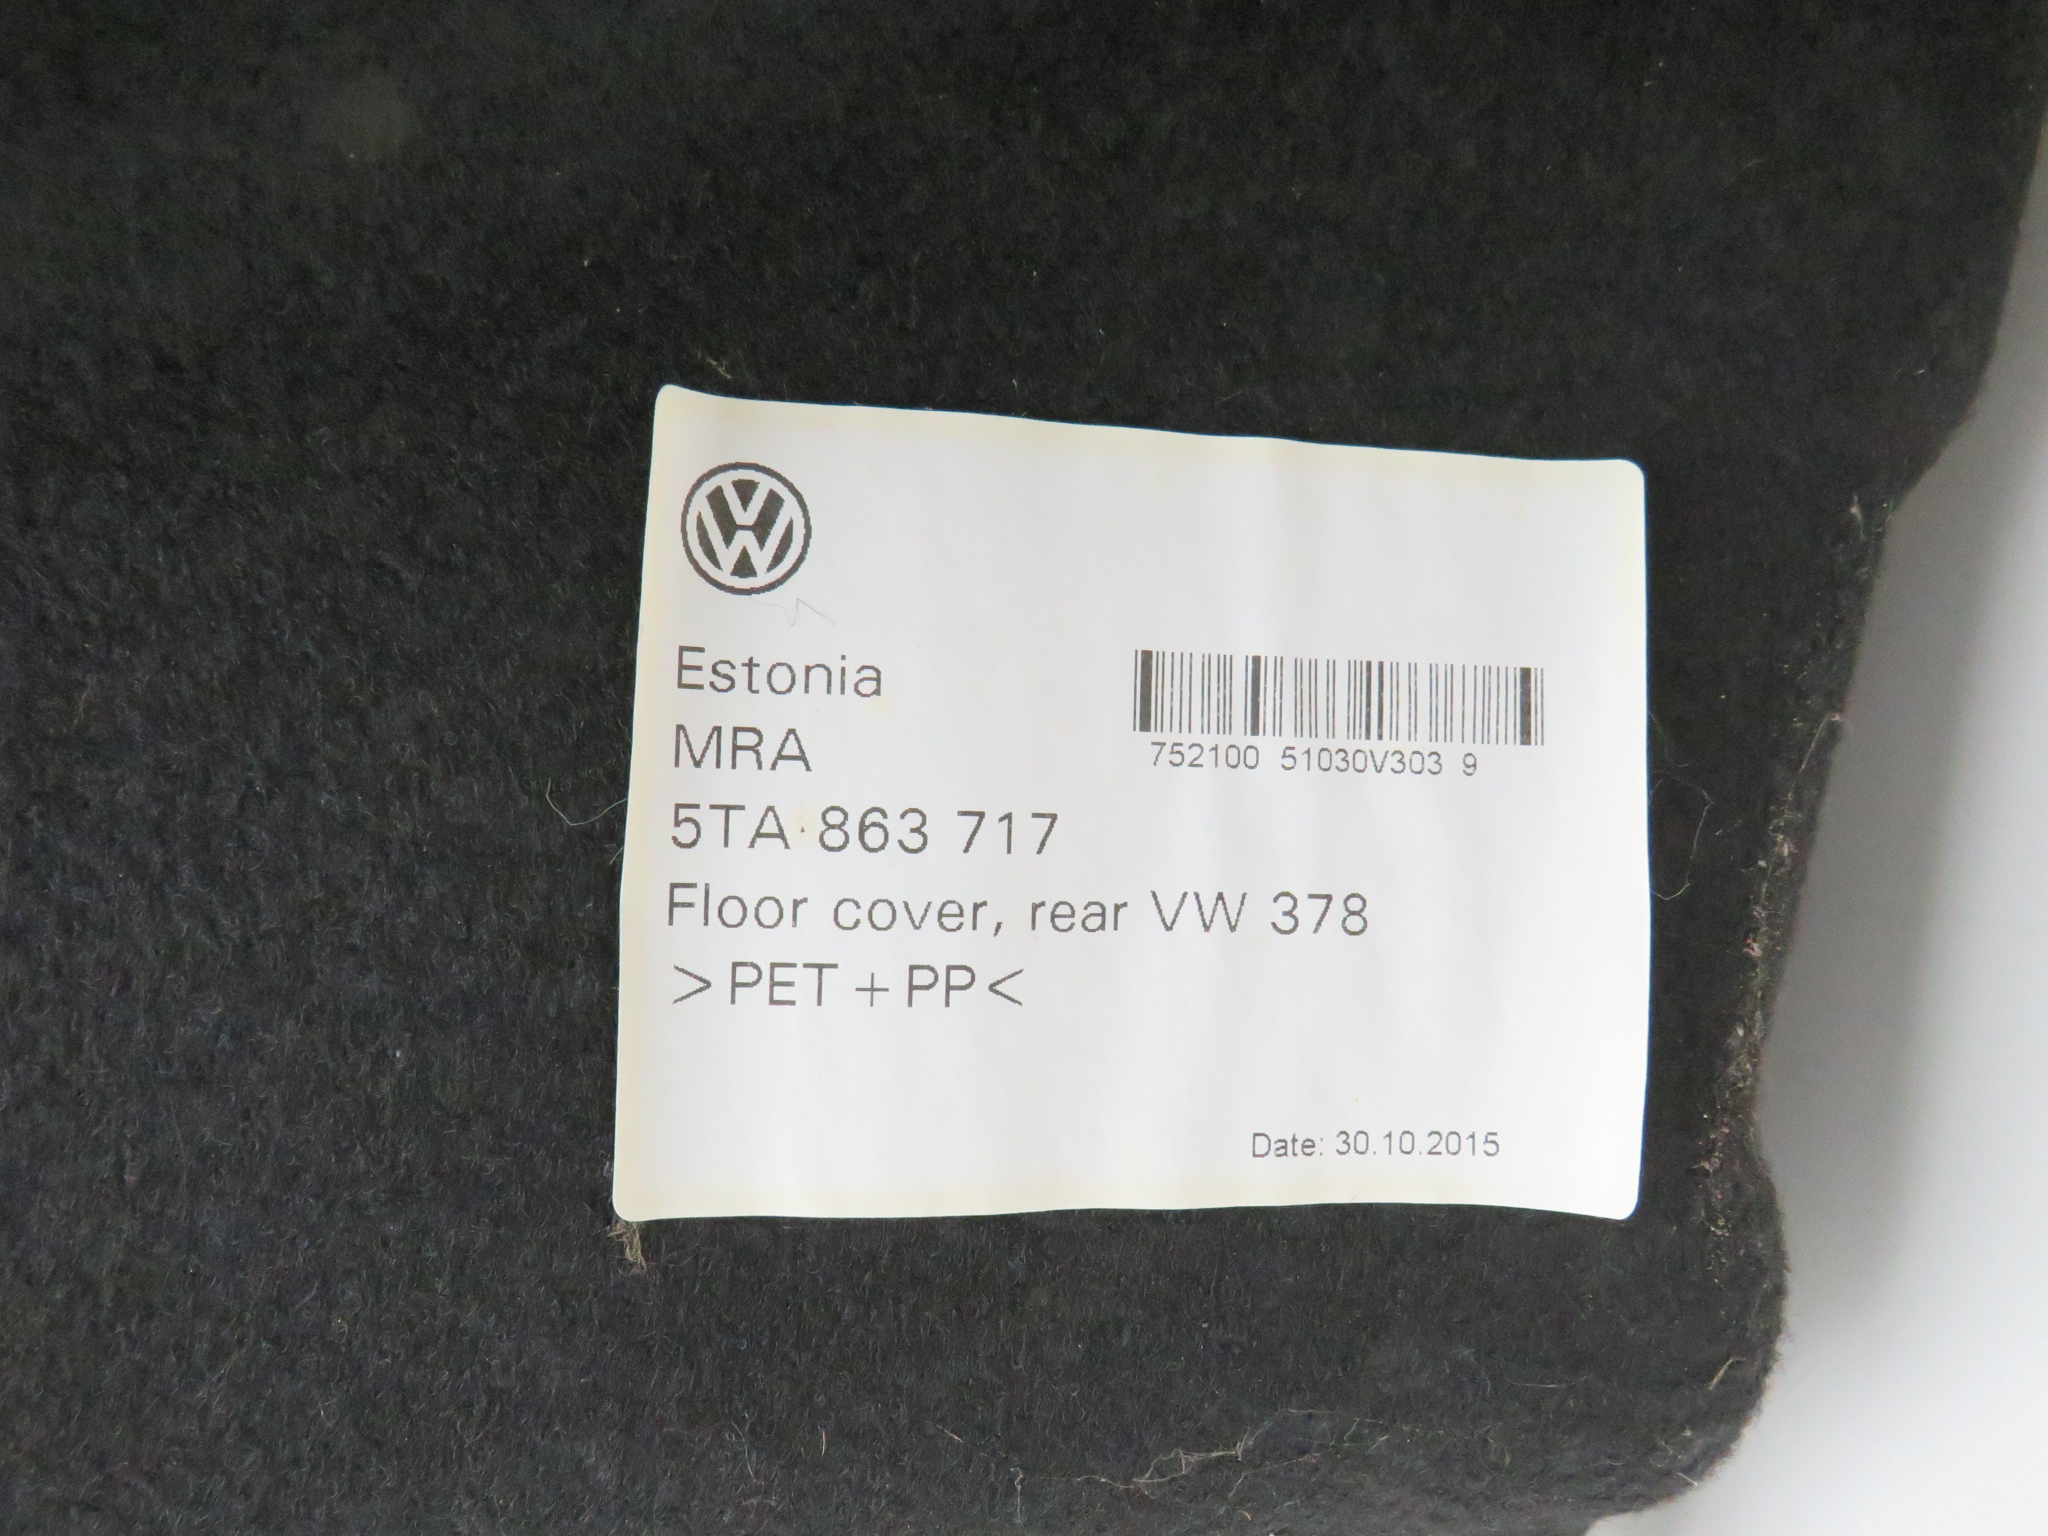 VW
Estonia
MRA
752100 51030V303 9
5TA 863 717
Floor cover, rear VW 378
>PET+PP<
Date: 30.10.2015